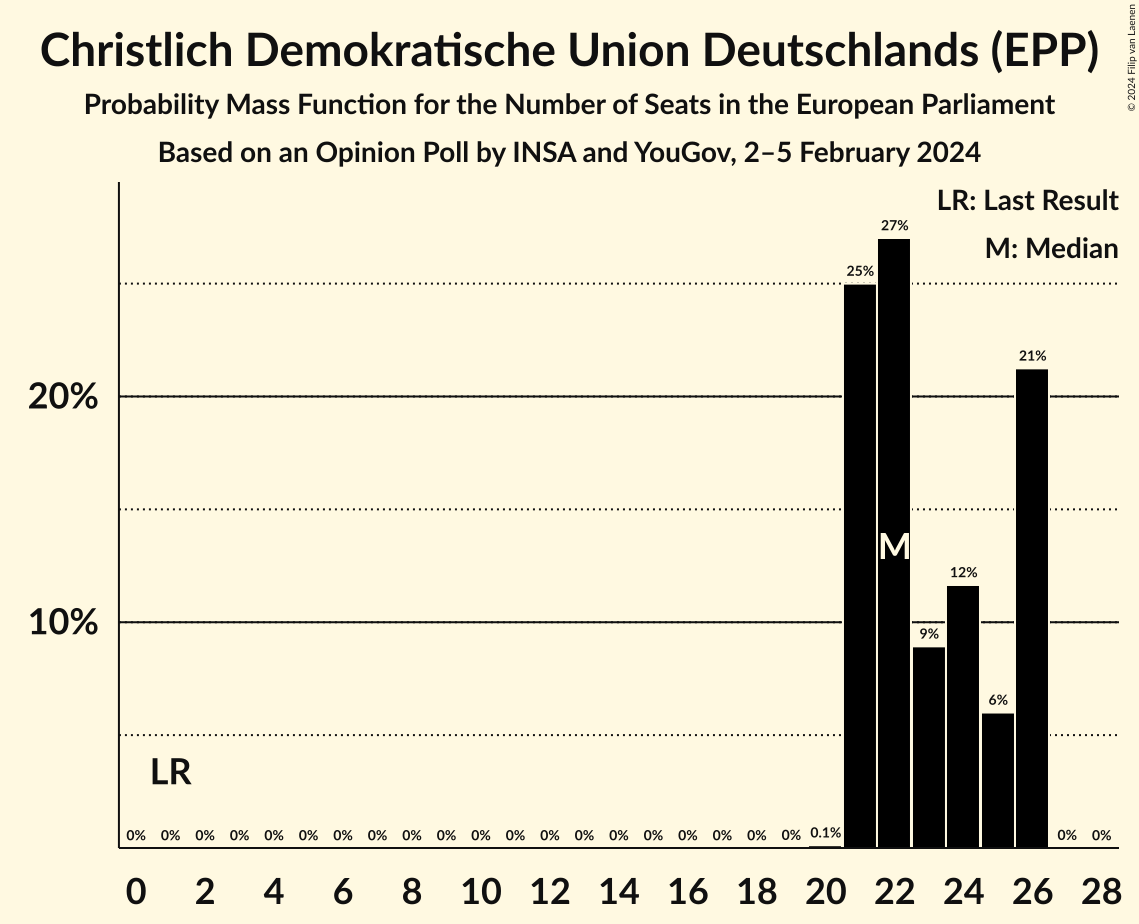 Christlich Demokratische Union Deutschlands (EPP)
Probability Mass Function for the Number of Seats in the European Parliament
Based on an Opinion Poll by INSA and YouGov, 2–5 February 2024
© 2024 Filip van Laenen
LR: Last Result
M: Median
27%
25%
21%
20%
M
12%
10%
9%
6%
LR
0% 0% 0% 0% 0% 0% 0% 0% 0% 0% 0% 0% 0% 0% 0% 0% 0% 0% 0% 0% 0.1% 0% 0%
0 2 4 6 8 10 12 14 16 18 20 22 24 26 28